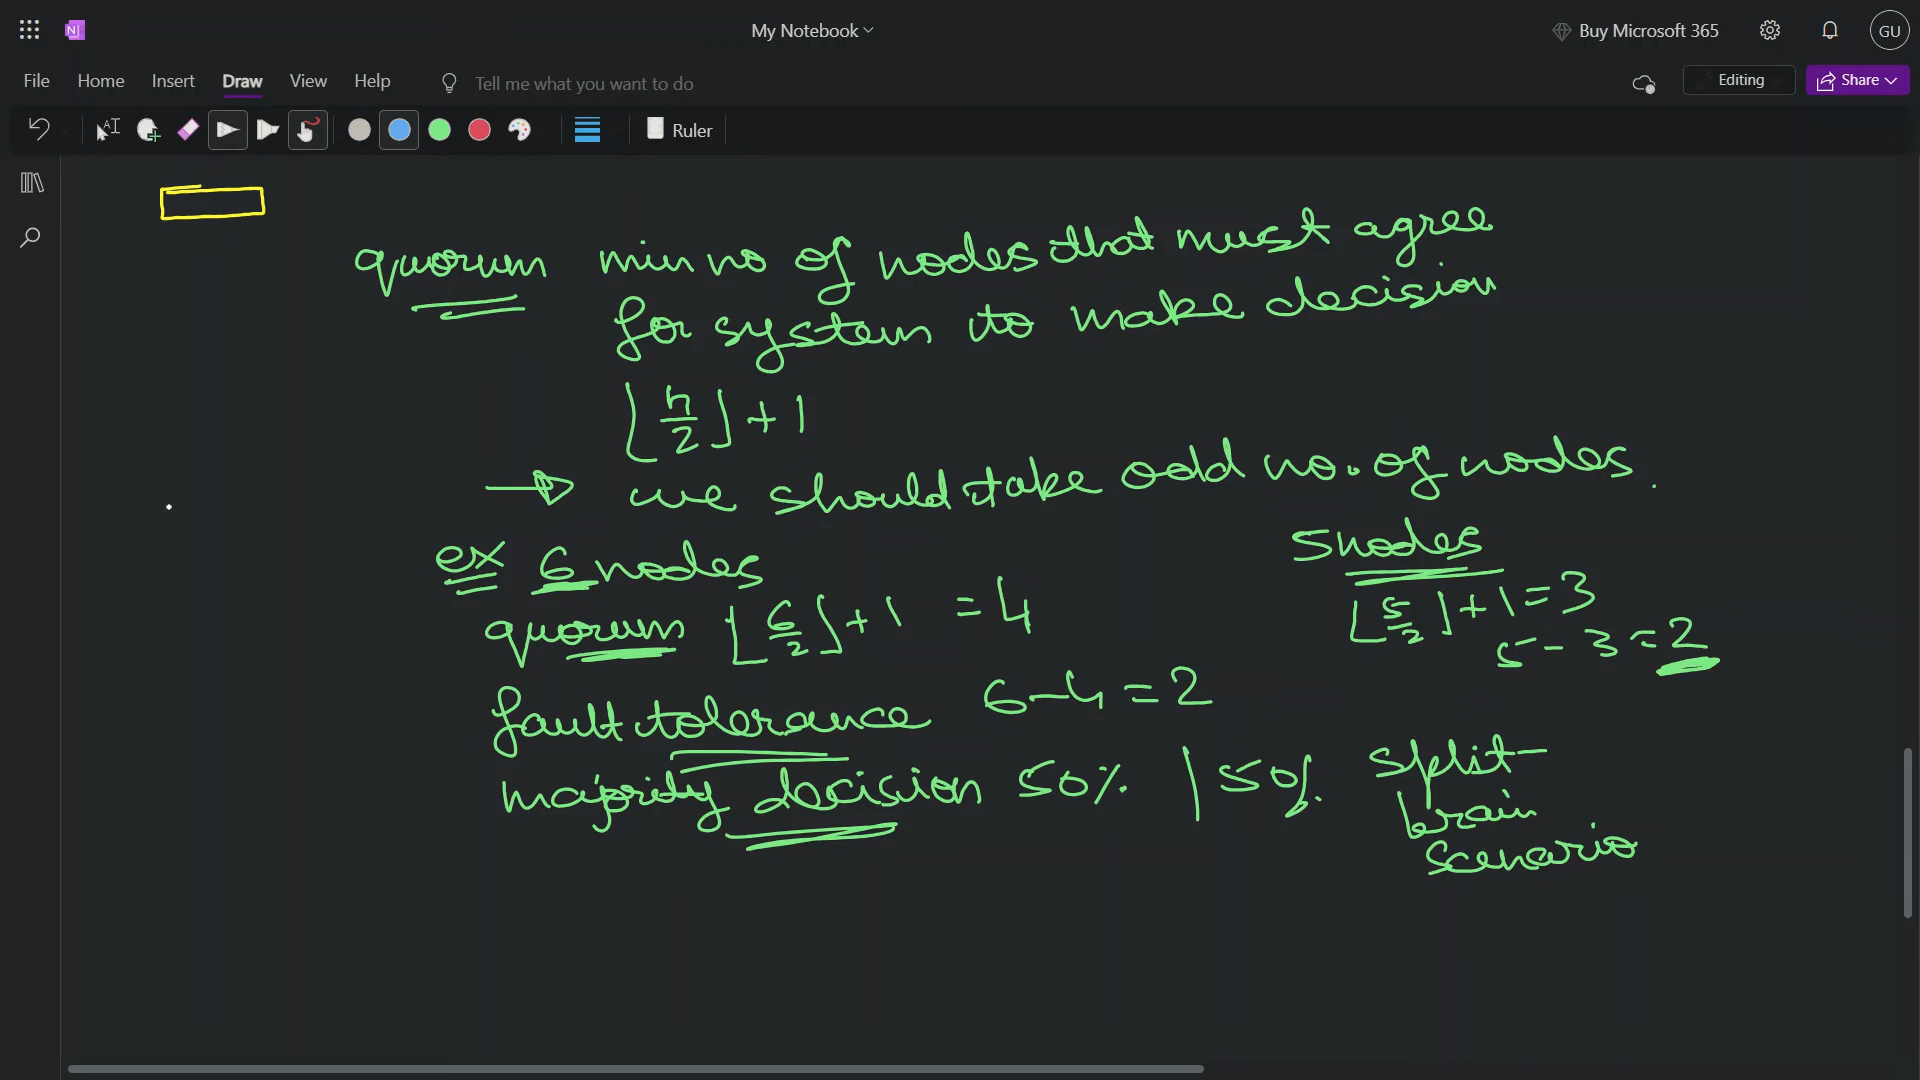 My Notebook
Buy Microsoft 365
GU
File Home Insert Draw View Help Tell me what you want to do
Editing Share
Ruler
quorum min no of nodes that must agree
for system to make decision
⌊n/2⌋ + 1
→ we should take odd no. of nodes.
ex 6 nodes
quorum ⌊6/2⌋ + 1 = 4
fault tolerance 6 - 4 = 2
majority decision 50% | 50%
5 nodes
⌊5/2⌋ + 1 = 3
5 - 3 = 2
split-
brain
scenario